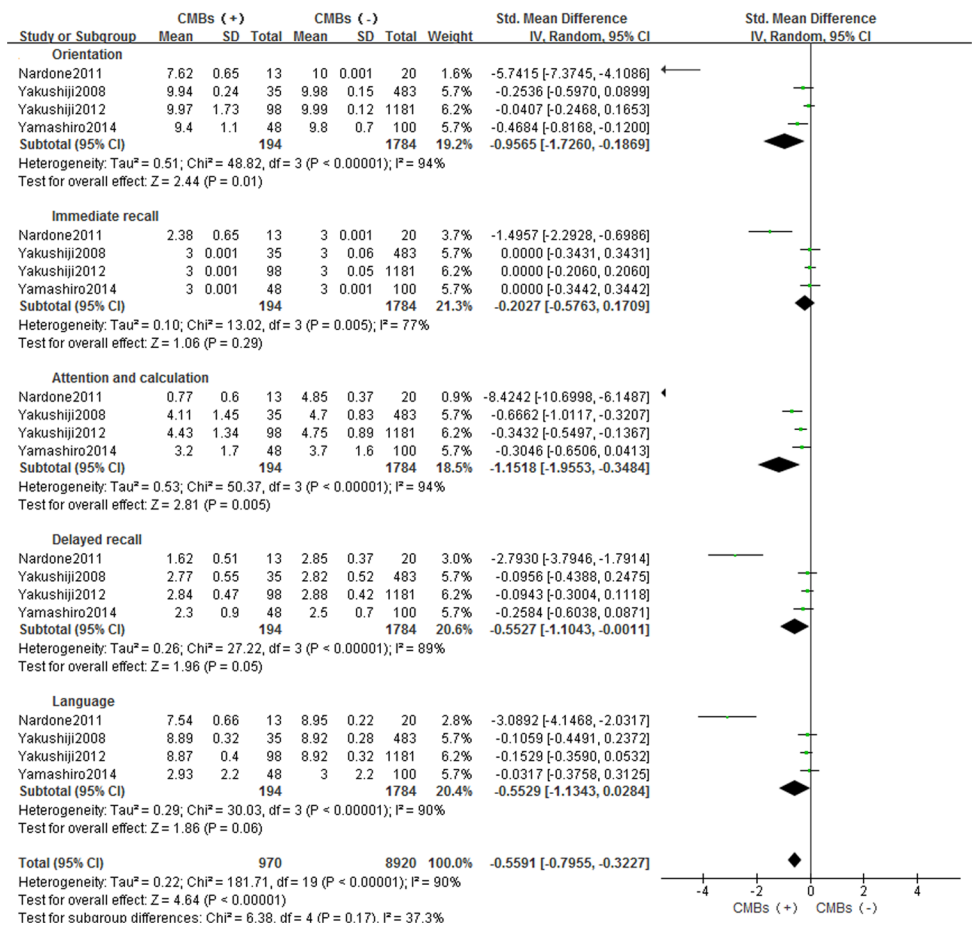 CMBs (+) CMBs (-) Std. Mean Difference Std. Mean Difference
Study or Subgroup Mean SD Total Mean SD Total Weight IV, Random, 95% CI IV, Random, 95% CI
Orientation
Nardone2011 7.62 0.65 13 10 0.001 20 1.6% -5.7415 [-7.3745, -4.1086]
Yakushiji2008 9.94 0.24 35 9.98 0.15 483 5.7% -0.2536 [-0.5970, 0.0899]
Yakushiji2012 9.97 1.73 98 9.99 0.12 1181 6.2% -0.0407 [-0.2468, 0.1653]
Yamashiro2014 9.4 1.1 48 9.8 0.7 100 5.7% -0.4684 [-0.8168, -0.1200]
Subtotal (95% CI) 194 1784 19.2% -0.9565 [-1.7260, -0.1869]
Heterogeneity: Tau² = 0.51; Chi² = 48.82, df = 3 (P < 0.00001); I² = 94%
Test for overall effect: Z = 2.44 (P = 0.01)
Immediate recall
Nardone2011 2.38 0.65 13 3 0.001 20 3.7% -1.4957 [-2.2928, -0.6986]
Yakushiji2008 3 0.001 35 3 0.06 483 5.7% 0.0000 [-0.3431, 0.3431]
Yakushiji2012 3 0.001 98 3 0.05 1181 6.2% 0.0000 [-0.2060, 0.2060]
Yamashiro2014 3 0.001 48 3 0.001 100 5.7% 0.0000 [-0.3442, 0.3442]
Subtotal (95% CI) 194 1784 21.3% -0.2027 [-0.5763, 0.1709]
Heterogeneity: Tau² = 0.10; Chi² = 13.02, df = 3 (P = 0.005); I² = 77%
Test for overall effect: Z = 1.06 (P = 0.29)
Attention and calculation
Nardone2011 0.77 0.6 13 4.85 0.37 20 0.9% -8.4242 [-10.6998, -6.1487]
Yakushiji2008 4.11 1.45 35 4.7 0.83 483 5.7% -0.6662 [-1.0117, -0.3207]
Yakushiji2012 4.43 1.34 98 4.75 0.89 1181 6.2% -0.3432 [-0.5497, -0.1367]
Yamashiro2014 3.2 1.7 48 3.7 1.6 100 5.7% -0.3046 [-0.6506, 0.0413]
Subtotal (95% CI) 194 1784 18.5% -1.1518 [-1.9553, -0.3484]
Heterogeneity: Tau² = 0.53; Chi² = 50.37, df = 3 (P < 0.00001); I² = 94%
Test for overall effect: Z = 2.81 (P = 0.005)
Delayed recall
Nardone2011 1.62 0.51 13 2.85 0.37 20 3.0% -2.7930 [-3.7946, -1.7914]
Yakushiji2008 2.77 0.55 35 2.82 0.52 483 5.7% -0.0956 [-0.4388, 0.2475]
Yakushiji2012 2.84 0.47 98 2.88 0.42 1181 6.2% -0.0943 [-0.3004, 0.1118]
Yamashiro2014 2.3 0.9 48 2.5 0.7 100 5.7% -0.2584 [-0.6038, 0.0871]
Subtotal (95% CI) 194 1784 20.6% -0.5527 [-1.1043, -0.0011]
Heterogeneity: Tau² = 0.26; Chi² = 27.22, df = 3 (P < 0.00001); I² = 89%
Test for overall effect: Z = 1.96 (P = 0.05)
Language
Nardone2011 7.54 0.66 13 8.95 0.22 20 2.8% -3.0892 [-4.1468, -2.0317]
Yakushiji2008 8.89 0.32 35 8.92 0.28 483 5.7% -0.1059 [-0.4491, 0.2372]
Yakushiji2012 8.87 0.4 98 8.92 0.32 1181 6.2% -0.1529 [-0.3590, 0.0532]
Yamashiro2014 2.93 2.2 48 3 2.2 100 5.7% -0.0317 [-0.3758, 0.3125]
Subtotal (95% CI) 194 1784 20.4% -0.5529 [-1.1343, 0.0284]
Heterogeneity: Tau² = 0.29; Chi² = 30.03, df = 3 (P < 0.00001); I² = 90%
Test for overall effect: Z = 1.86 (P = 0.06)
Total (95% CI) 970 8920 100.0% -0.5591 [-0.7955, -0.3227]
Heterogeneity: Tau² = 0.22; Chi² = 181.71, df = 19 (P < 0.00001); I² = 90%
Test for overall effect: Z = 4.64 (P < 0.00001)
Test for subgroup differences: Chi² = 6.38, df = 4 (P = 0.17), I² = 37.3%
-4 -2 0 2 4
CMBs (+) CMBs (-)